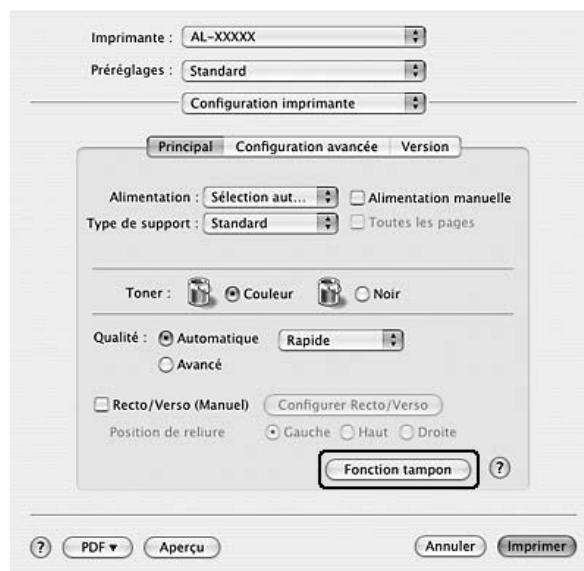 Imprimante : AL-XXXXX
Préréglages : Standard
Configuration imprimante
Principal Configuration avancée Version
Alimentation : Sélection aut... Alimentation manuelle
Type de support : Standard Toutes les pages
Toner : Couleur Noir
Qualité : Automatique Rapide
Avancé
Recto/Verso (Manuel) Configurer Recto/Verso
Position de reliure Gauche Haut Droite
Fonction tampon ?
? PDF ▼ Aperçu Annuler Imprimer